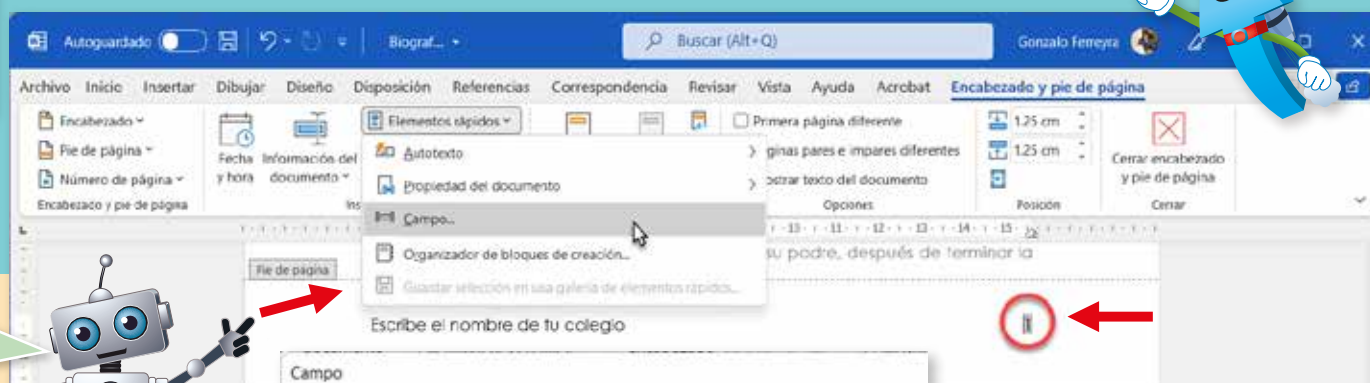 Autoguardado
Biograf...
Buscar (Alt+Q)
Gonzalo Ferreyra
Archivo Inicio Insertar Dibujar Diseño Disposición Referencias Correspondencia Revisar Vista Ayuda Acrobat Encabezado y pie de página
Encabezado
Pie de página
Número de página
Encabezado y pie de página
Fecha y hora
Información del documento
Elementos rápidos
Autotexto
Propiedad del documento
Campo...
Organizador de bloques de creación...
Guardar selección en una galería de elementos rápidos...
Primera página diferente
ginas pares e impares diferentes
ostrar texto del documento
Opciones
1.25 cm
1.25 cm
Posición
Cerrar encabezado
y pie de página
Cerrar
su padre, después de terminar la
Pie de página
Escribe el nombre de tu colegio
1
Campo